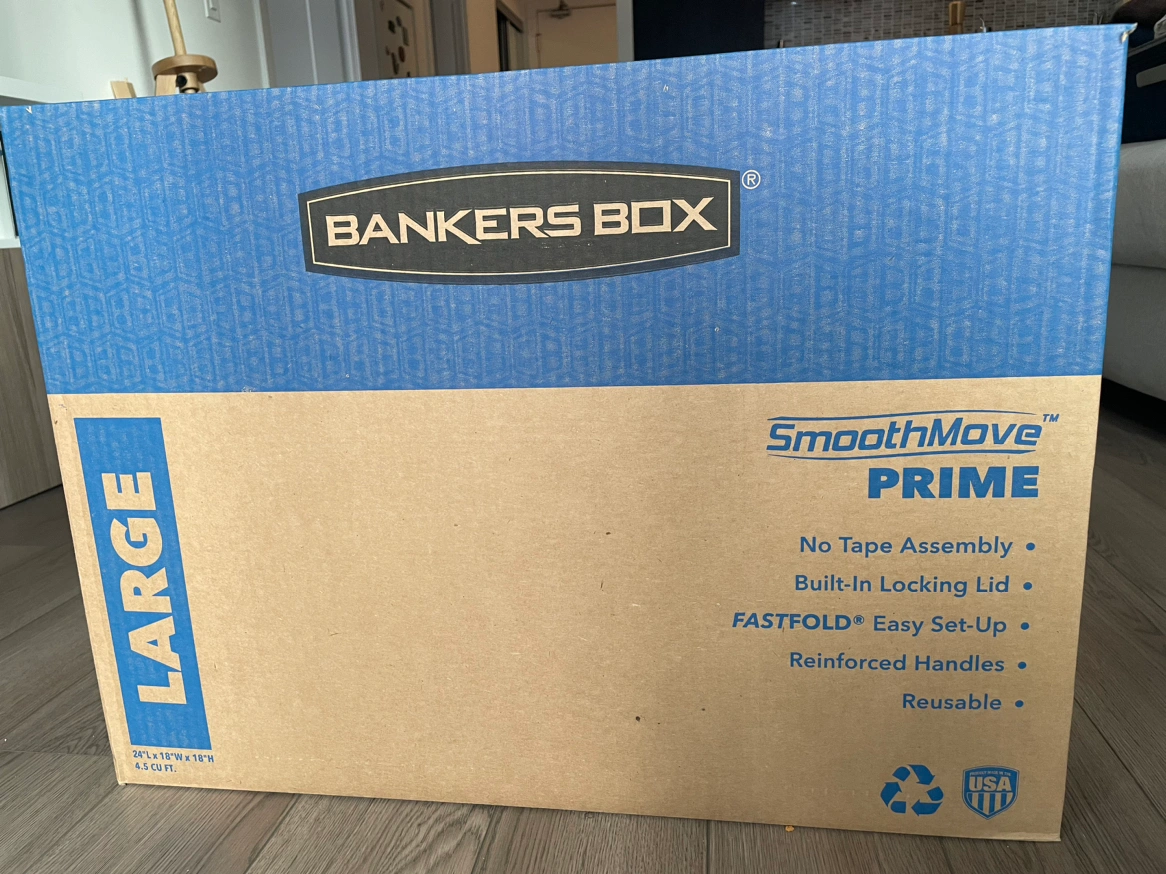 BANKERS BOX®
LARGE
24"L x 18"W x 18"H
4.5 CU FT.
SmoothMove™
PRIME
No Tape Assembly •
Built-In Locking Lid •
FASTFOLD® Easy Set-Up •
Reinforced Handles •
Reusable •
USA